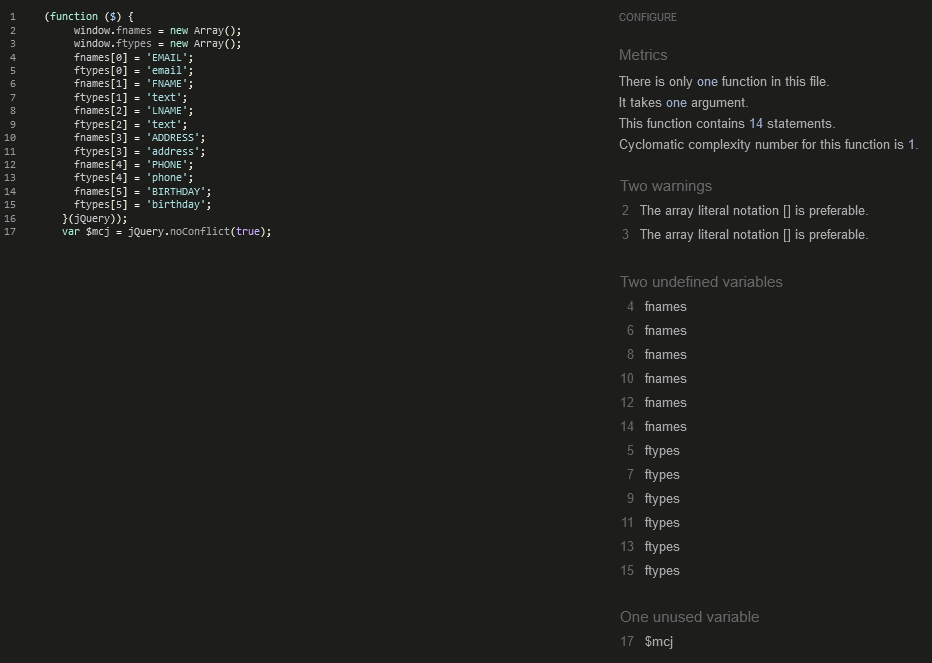 1 (function ($) {
2 window.fnames = new Array();
3 window.ftypes = new Array();
4 fnames[0] = 'EMAIL';
5 ftypes[0] = 'email';
6 fnames[1] = 'FNAME';
7 ftypes[1] = 'text';
8 fnames[2] = 'LNAME';
9 ftypes[2] = 'text';
10 fnames[3] = 'ADDRESS';
11 ftypes[3] = 'address';
12 fnames[4] = 'PHONE';
13 ftypes[4] = 'phone';
14 fnames[5] = 'BIRTHDAY';
15 ftypes[5] = 'birthday';
16 }(jQuery));
17 var $mcj = jQuery.noConflict(true);
CONFIGURE
Metrics
There is only one function in this file.
It takes one argument.
This function contains 14 statements.
Cyclomatic complexity number for this function is 1.
Two warnings
2 The array literal notation [] is preferable.
3 The array literal notation [] is preferable.
Two undefined variables
4 fnames
6 fnames
8 fnames
10 fnames
12 fnames
14 fnames
5 ftypes
7 ftypes
9 ftypes
11 ftypes
13 ftypes
15 ftypes
One unused variable
17 $mcj